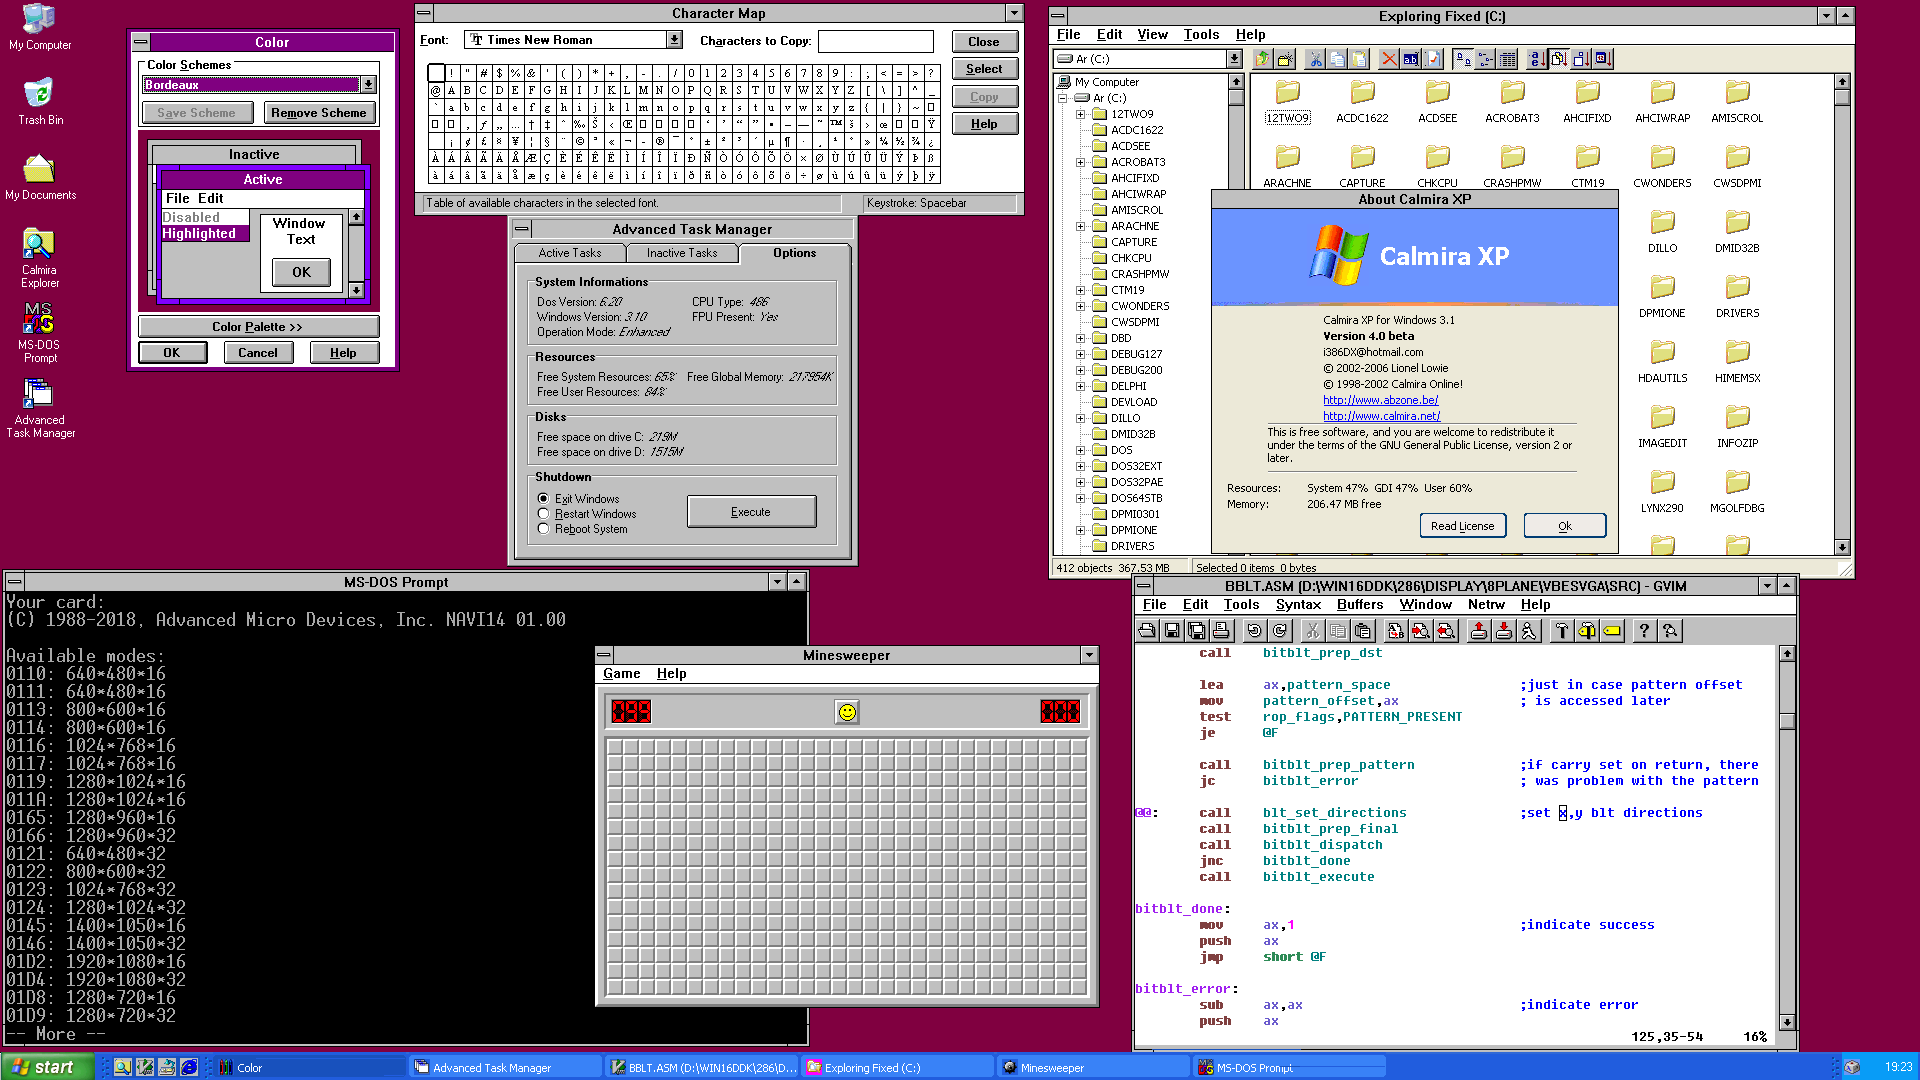 My Computer
Trash Bin
My Documents
Calmira
Explorer
MS-DOS
Prompt
Advanced
Task Manager
Color
Color Schemes
Bordeaux
Save Scheme
Remove Scheme
Inactive
Active
File Edit
Disabled
Highlighted
Window
Text
OK
Color Palette >>
OK
Cancel
Help
Character Map
Font:
Times New Roman
Characters to Copy:
Close
Select
Copy
Help
! " # $ % & ' ( ) * + , - . / 0 1 2 3 4 5 6 7 8 9 : ; < = > ?
@ A B C D E F G H I J K L M N O P Q R S T U V W X Y Z [ \ ] ^ _
` a b c d e f g h i j k l m n o p q r s t u v w x y z { | } ~
Table of available characters in the selected font.
Keystroke: Spacebar
Advanced Task Manager
Active Tasks
Inactive Tasks
Options
System Informations
Dos Version: 6.20
CPU Type: 486
Windows Version: 3.10
FPU Present: Yes
Operation Mode: Enhanced
Resources
Free System Resources: 65%
Free Global Memory: 217954K
Free User Resources: 84%
Disks
Free space on drive C: 219M
Free space on drive D: 1515M
Shutdown
Exit Windows
Restart Windows
Reboot System
Execute
Exploring Fixed (C:)
File Edit View Tools Help
Ar (C:)
My Computer
Ar (C:)
12TWO9
ACDC1622
ACDSEE
ACROBAT3
AHCIFIXD
AHCIWRAP
AMISCROL
ARACHNE
CAPTURE
CHKCPU
CRASHPMW
CTM19
CWONDERS
CWSDPMI
DBD
DEBUG127
DEBUG200
DELPHI
DEVLOAD
DILLO
DMID32B
DOS
DOS32EXT
DOS32PAE
DOS64STB
DPMI0301
DPMIONE
DRIVERS
12TWO9 ACDC1622 ACDSEE ACROBAT3 AHCIFIXD AHCIWRAP AMISCROL
ARACHNE CAPTURE CHKCPU CRASHPMW CTM19 CWONDERS CWSDPMI
DILLO DMID32B
DPMIONE DRIVERS
HDAUTILS HIMEMSX
IMAGEDIT INFOZIP
LYNX290 MGOLFDBG
412 objects 367.53 MB
Selected 0 items 0 bytes
About Calmira XP
Calmira XP
Calmira XP for Windows 3.1
Version 4.0 beta
i386DX@hotmail.com
© 2002-2006 Lionel Lowie
© 1998-2002 Calmira Online!
http://www.abzone.be/
http://www.calmira.net/
This is free software, and you are welcome to redistribute it
under the terms of the GNU General Public License, version 2 or
later.
Resources: System 47% GDI 47% User 60%
Memory: 206.47 MB free
Read License
Ok
MS-DOS Prompt
Your card:
(C) 1988-2018, Advanced Micro Devices, Inc. NAVI14 01.00
Available modes:
0110: 640*480*16
0111: 640*480*16
0113: 800*600*16
0114: 800*600*16
0116: 1024*768*16
0117: 1024*768*16
0119: 1280*1024*16
011A: 1280*1024*16
0165: 1280*960*16
0166: 1280*960*32
0121: 640*480*32
0122: 800*600*32
0123: 1024*768*32
0124: 1280*1024*32
0145: 1400*1050*16
0146: 1400*1050*32
01D2: 1920*1080*16
01D4: 1920*1080*32
01D8: 1280*720*16
01D9: 1280*720*32
-- More --
Minesweeper
Game Help
BBLT.ASM (D:\WIN16DDK\286\DISPLAY\8PLANE\VBESVGA\SRC) - GVIM
File Edit Tools Syntax Buffers Window Netrw Help
call bitblt_prep_dst
lea ax,pattern_space ;just in case pattern offset
mov pattern_offset,ax ; is accessed later
test rop_flags,PATTERN_PRESENT
je @F
call bitblt_prep_pattern ;if carry set on return, there
jc bitblt_error ; was problem with the pattern
@@: call blt_set_directions ;set x,y blt directions
call bitblt_prep_final
call bitblt_dispatch
jnc bitblt_done
call bitblt_execute
bitblt_done:
mov ax,1 ;indicate success
push ax
jmp short @F
bitblt_error:
sub ax,ax ;indicate error
push ax
125,35-54 16%
start
Color
Advanced Task Manager
BBLT.ASM (D:\WIN16DDK\286\D...
Exploring Fixed (C:)
Minesweeper
MS-DOS Prompt
19:23